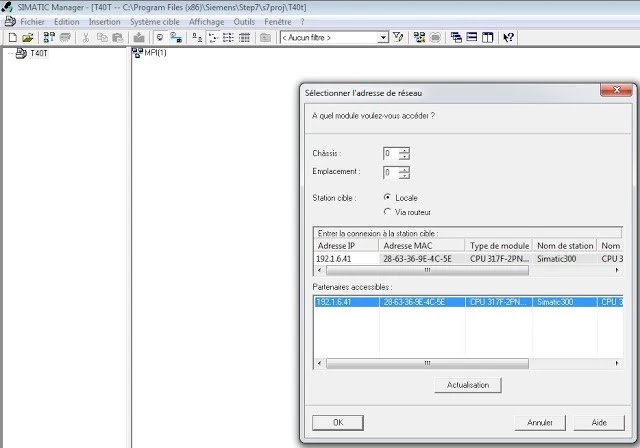 SIMATIC Manager - [T40T -- C:\Program Files (x86)\Siemens\Step7\s7proj\T40t]
Fichier Edition Insertion Système cible Affichage Outils Fenêtre ?
< Aucun filtre >
T40T
MPI(1)
Sélectionner l'adresse de réseau
A quel module voulez-vous accéder ?
Châssis : 0
Emplacement : 0
Station cible : Locale
Via routeur
Entrer la connexion à la station cible :
Adresse IP Adresse MAC Type de module Nom de station Nom
192.1.6.41 28-63-36-9E-4C-5E CPU 317F-2PN... Simatic300 CPU 3
Partenaires accessibles :
192.1.6.41 28-63-36-9E-4C-5E CPU 317F-2PN... Simatic300 CPU 3
Actualisation
OK Annuler Aide